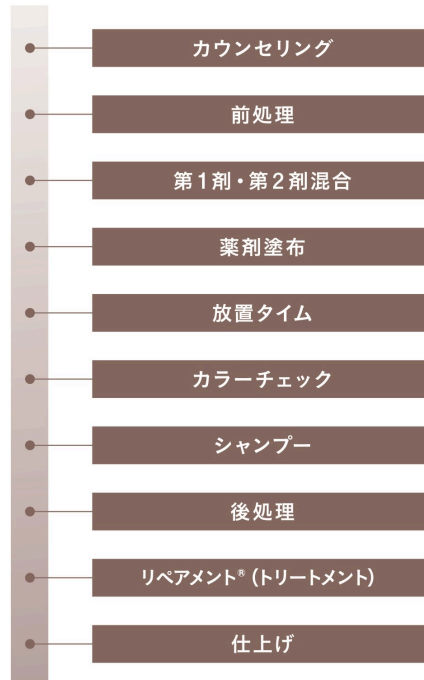 カウンセリング
前処理
第1剤・第2剤混合
薬剤塗布
放置タイム
カラーチェック
シャンプー
後処理
リペアメント®(トリートメント)
仕上げ